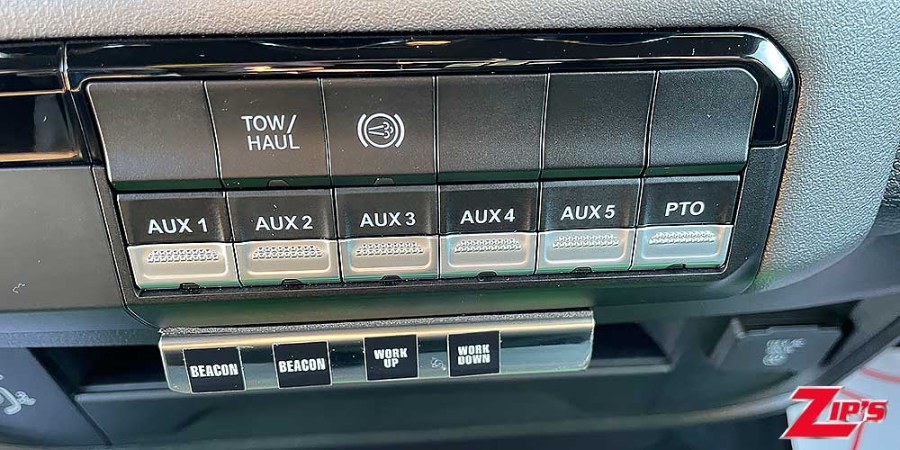 TOW/
HAUL
AUX 1
AUX 2
AUX 3
AUX 4
AUX 5
PTO
BEACON
BEACON
WORK
UP
WORK
DOWN
ZIP'S